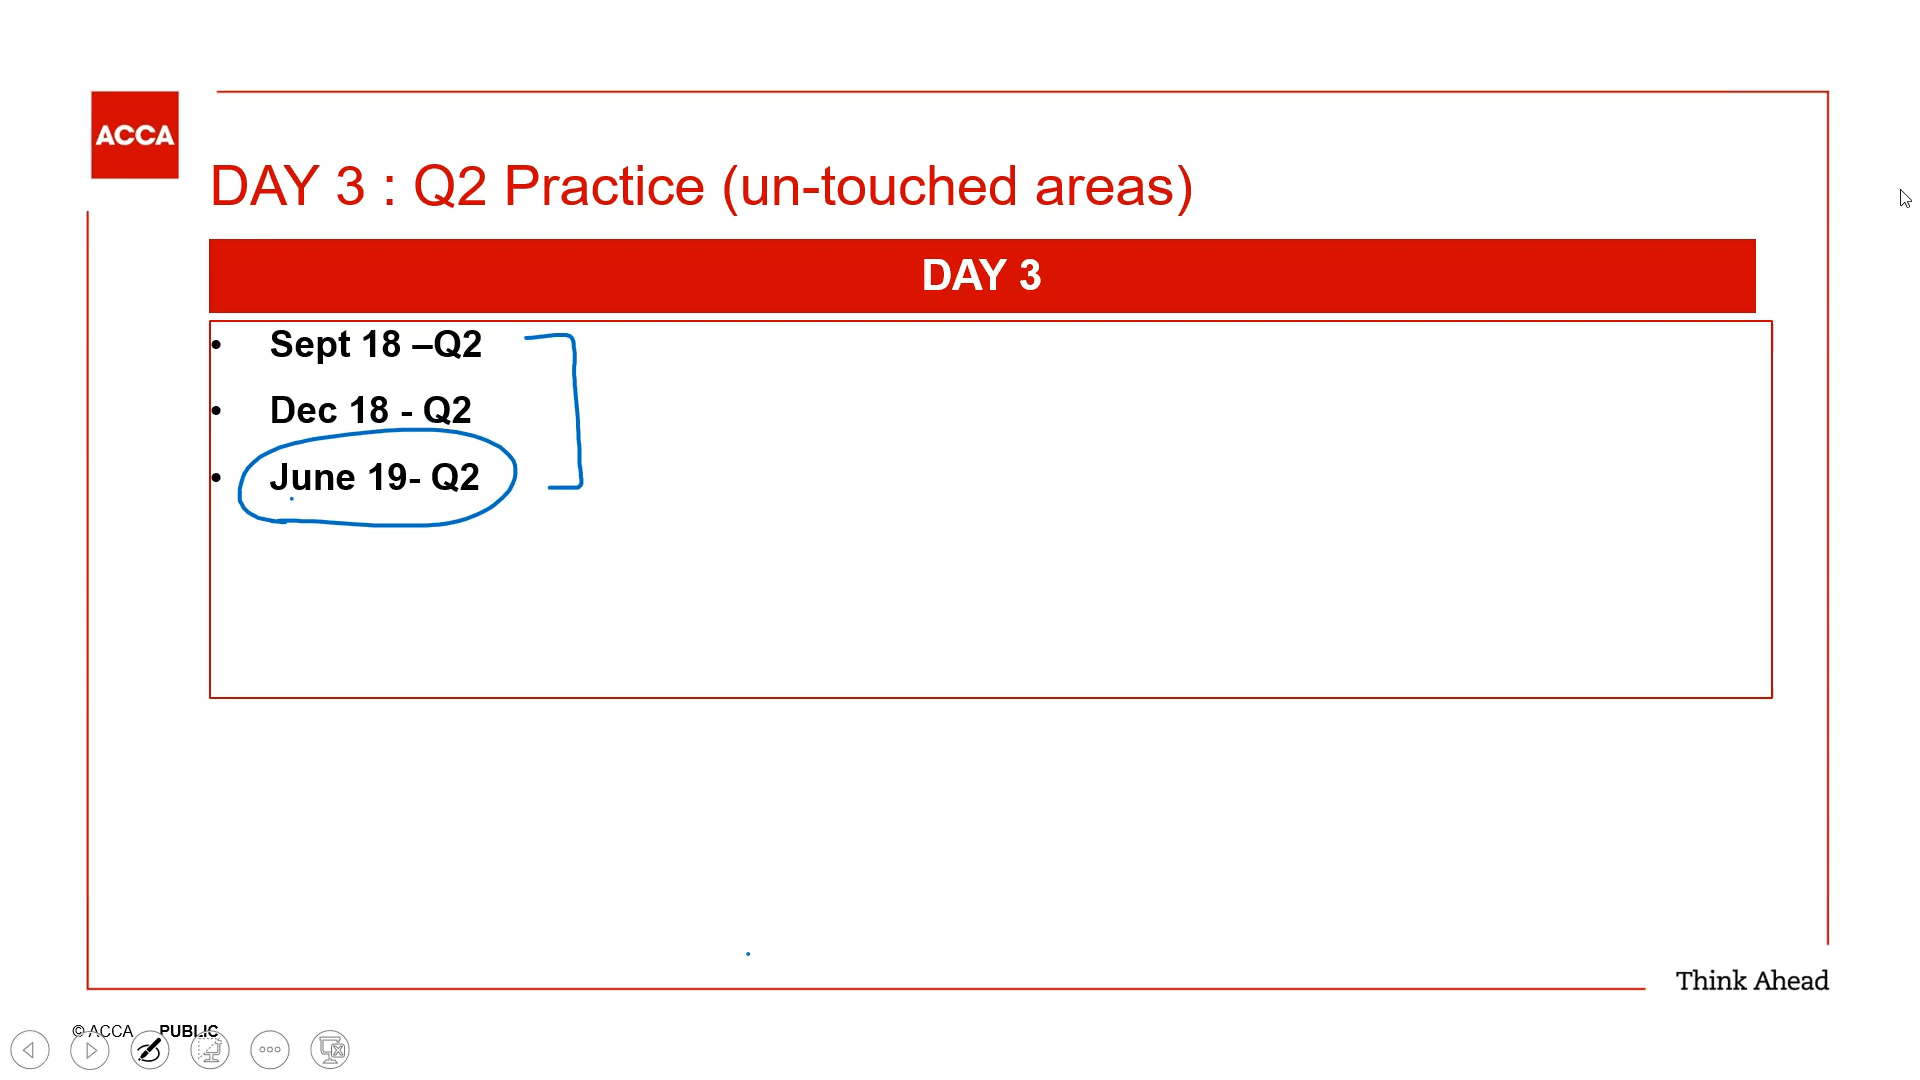 ACCA
DAY 3 : Q2 Practice (un-touched areas)
DAY 3
• Sept 18 –Q2
• Dec 18 - Q2
• June 19- Q2
Think Ahead
© ACCA PUBLIC